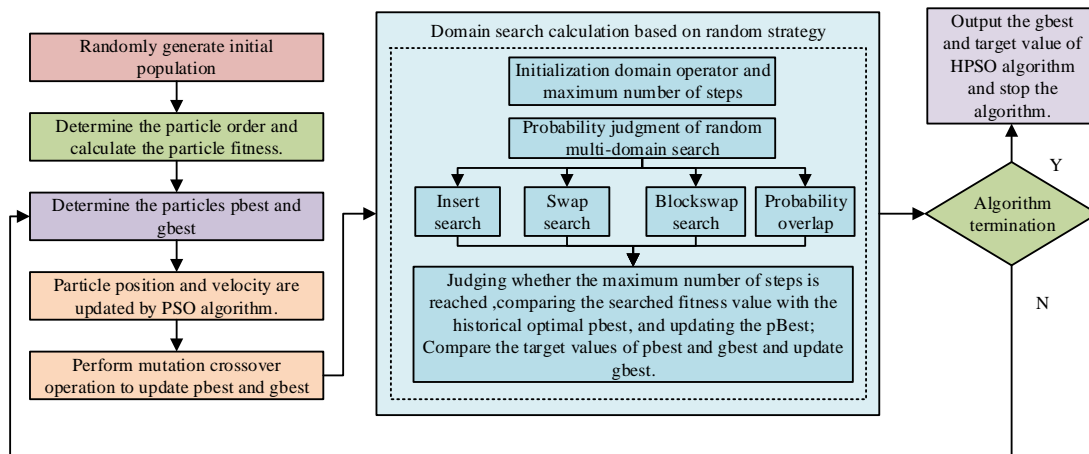 Randomly generate initial
population
Determine the particle order and
calculate the particle fitness.
Determine the particles pbest and
gbest
Particle position and velocity are
updated by PSO algorithm.
Perform mutation crossover
operation to update pbest and gbest
Domain search calculation based on random strategy
Initialization domain operator and
maximum number of steps
Probability judgment of random
multi-domain search
Insert
search
Swap
search
Blockswap
search
Probability
overlap
Judging whether the maximum number of steps is
reached ,comparing the searched fitness value with the
historical optimal pbest, and updating the pBest;
Compare the target values of pbest and gbest and update
gbest.
Output the gbest
and target value of
HPSO algorithm
and stop the
algorithm.
Y
Algorithm
termination
N